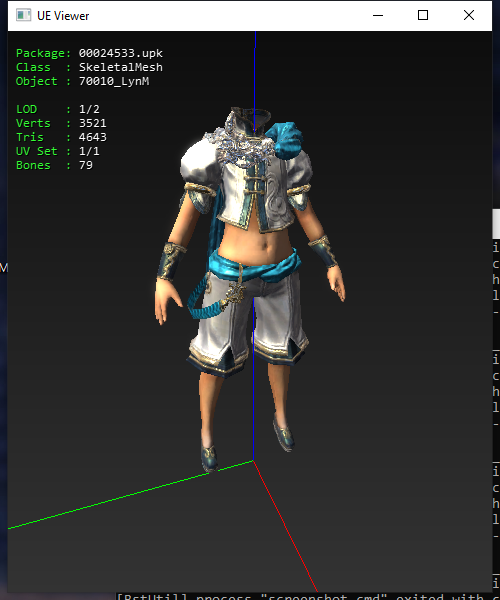 UE Viewer
Package: 00024533.upk
Class : SkeletalMesh
Object : 70010_LynM
LOD : 1/2
Verts : 3521
Tris : 4643
UV Set : 1/1
Bones : 79
M
i
c
h
l
-
i
c
h
l
-
i
c
h
l
-
i
[BstUtil] process "screenshot.cmd" exited with c